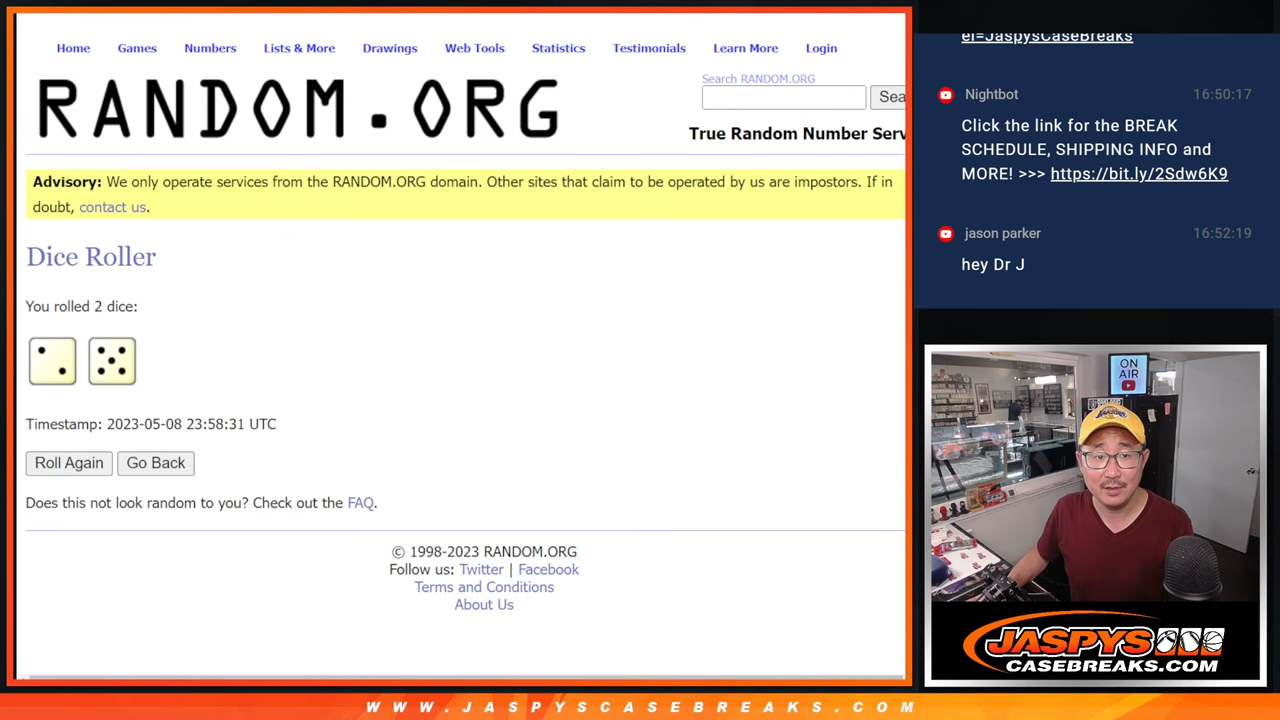 Home Games Numbers Lists & More Drawings Web Tools Statistics Testimonials Learn More Login
RANDOM.ORG
Search RANDOM.ORG
Sea
True Random Number Serv
Advisory: We only operate services from the RANDOM.ORG domain. Other sites that claim to be operated by us are impostors. If in
doubt, contact us.
Dice Roller
You rolled 2 dice:
Timestamp: 2023-05-08 23:58:31 UTC
Roll Again Go Back
Does this not look random to you? Check out the FAQ.
© 1998-2023 RANDOM.ORG
Follow us: Twitter | Facebook
Terms and Conditions
About Us
ei=JaspysCaseBreaks
Nightbot 16:50:17
Click the link for the BREAK
SCHEDULE, SHIPPING INFO and
MORE! >>> https://bit.ly/2Sdw6K9
jason parker 16:52:19
hey Dr J
ON
AIR
JASPYS
CASEBREAKS.COM
WWW.JASPYSCASEBREAKS.COM